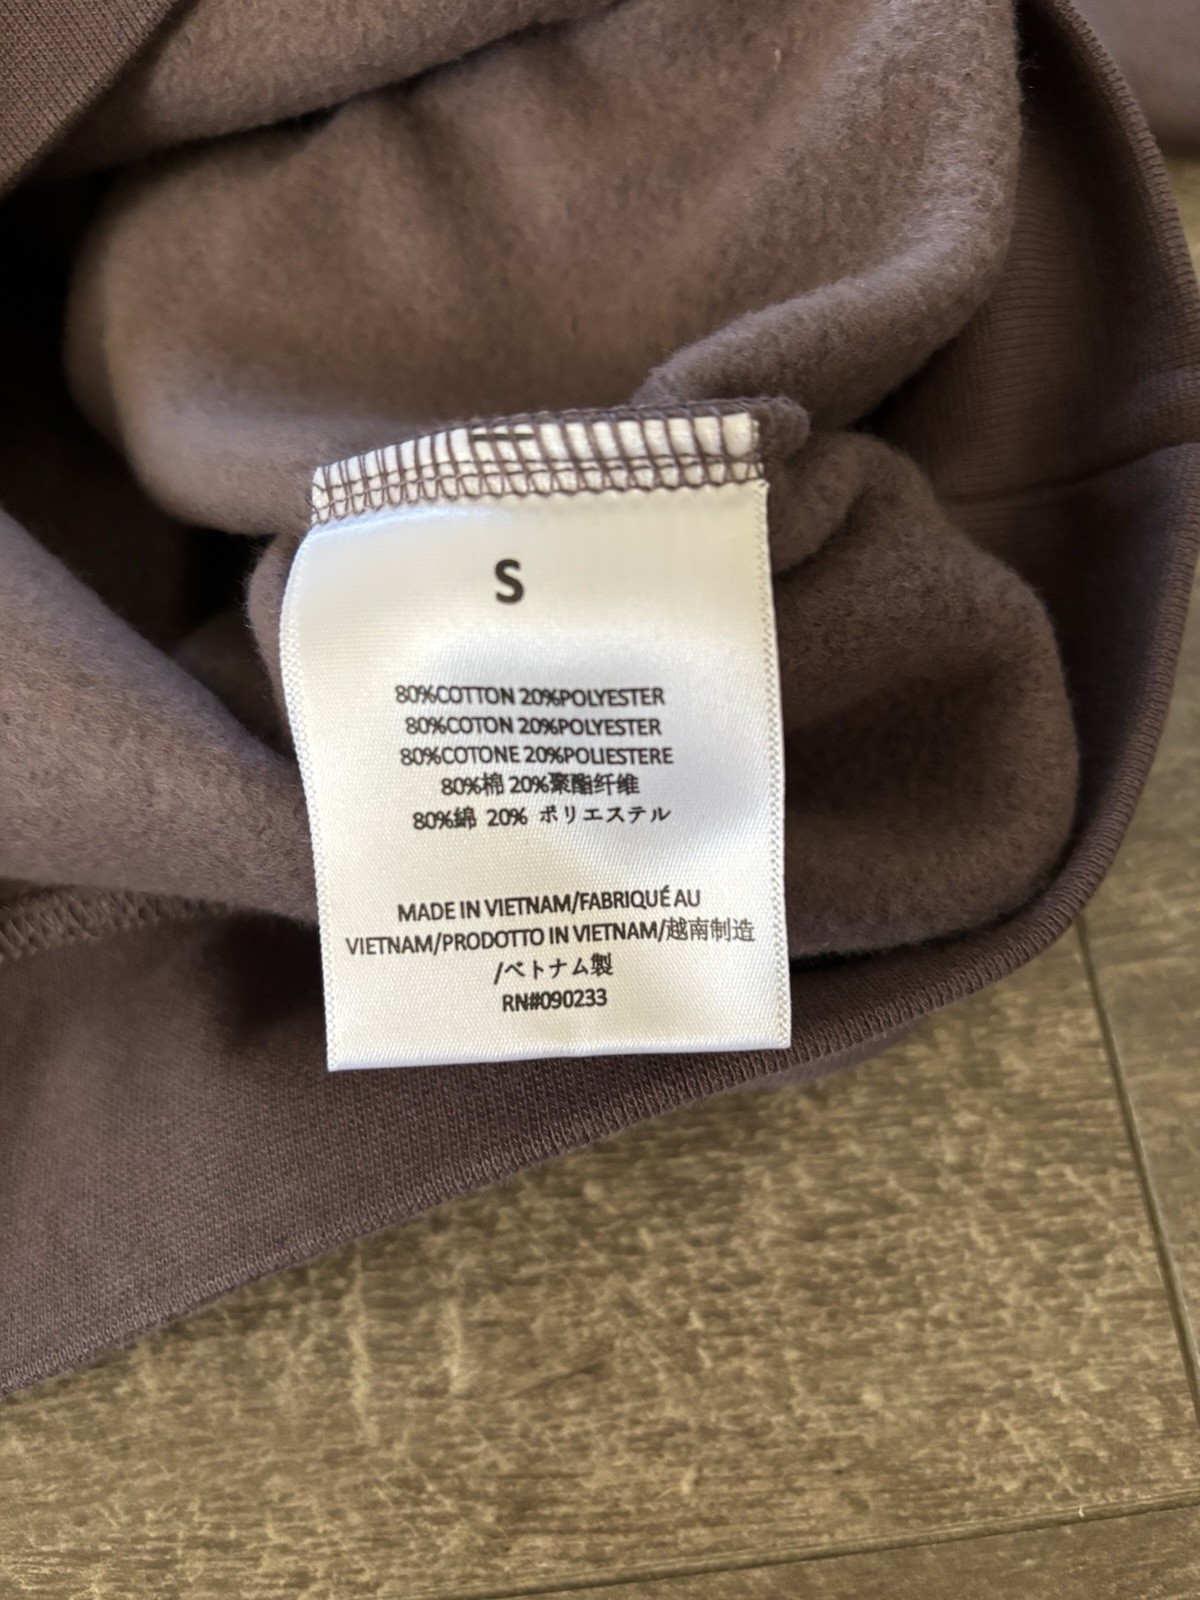 S
80%COTTON 20%POLYESTER
80%COTON 20%POLYESTER
80%COTONE 20%POLIESTERE
80%棉 20%聚酯纤维
80%綿 20% ポリエステル
MADE IN VIETNAM/FABRIQUÉ AU
VIETNAM/PRODOTTO IN VIETNAM/越南制造
/ベトナム製
RN#090233